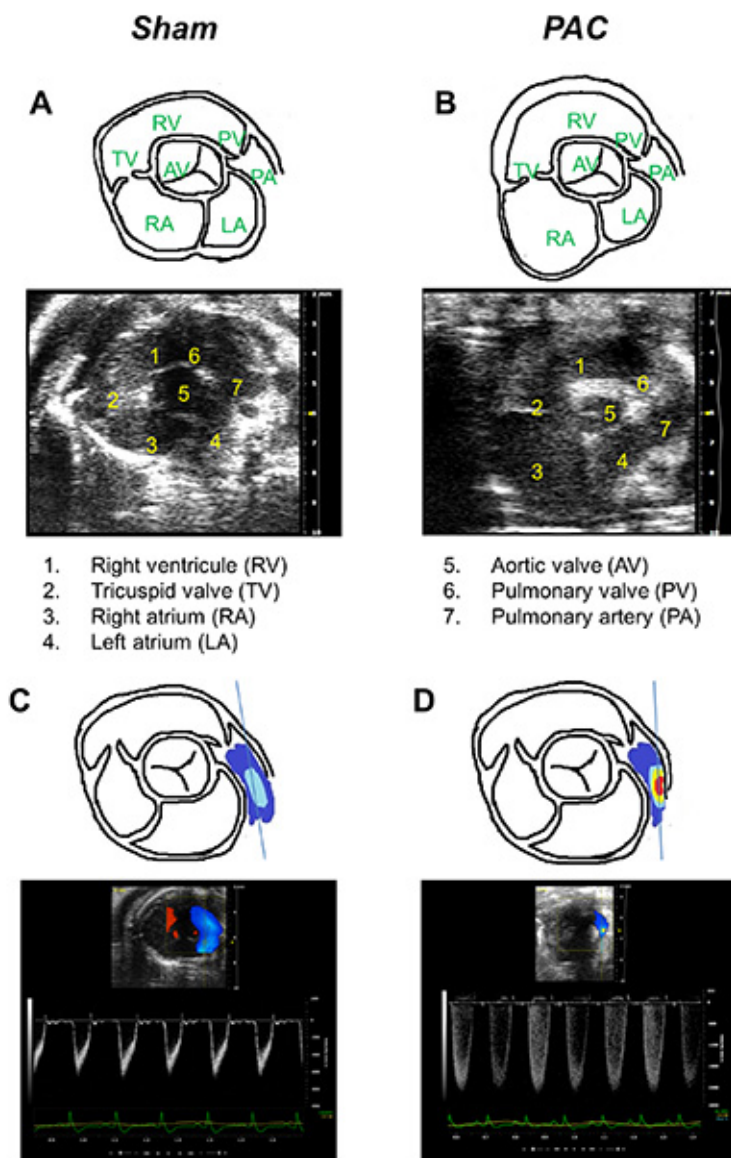 Sham
PAC
A
RV
PV
TV
AV
PA
RA
LA
B
RV
PV
TV
AV
PA
RA
LA
1
6
2
5
7
3
4
1
6
2
5
7
3
4
1. Right ventricule (RV)
2. Tricuspid valve (TV)
3. Right atrium (RA)
4. Left atrium (LA)
5. Aortic valve (AV)
6. Pulmonary valve (PV)
7. Pulmonary artery (PA)
C
D